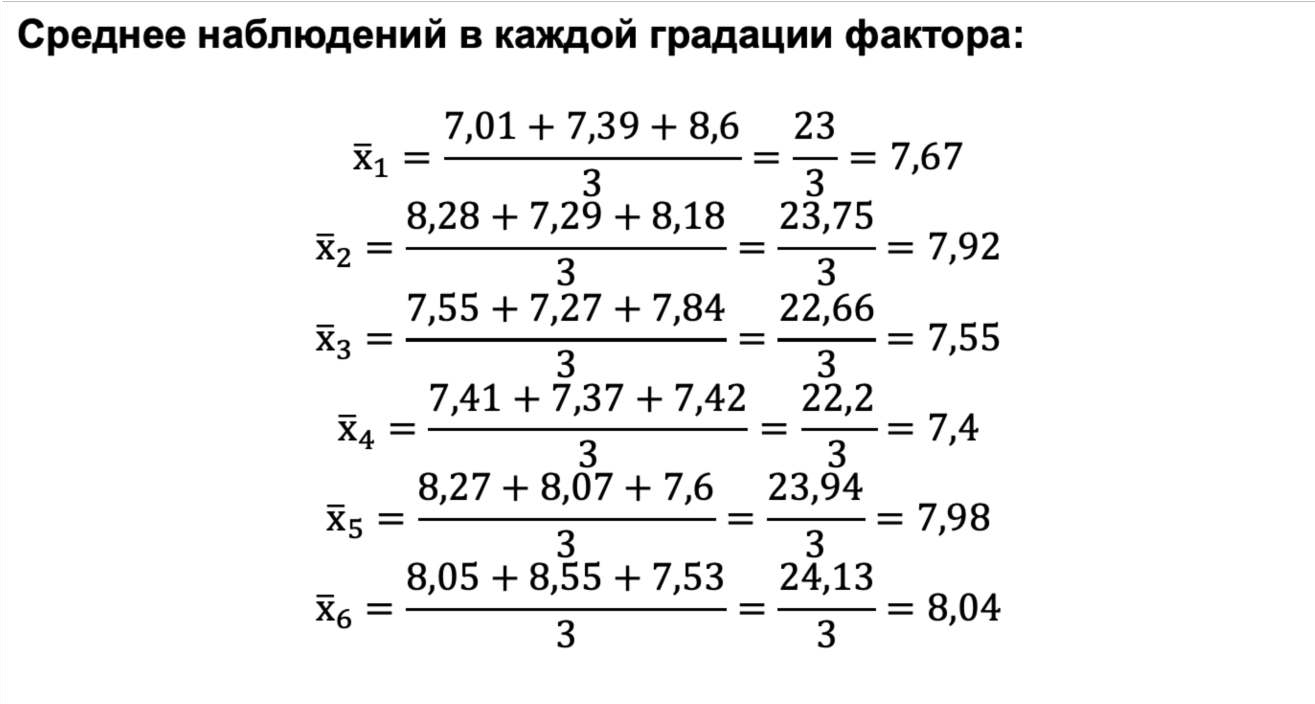 Среднее наблюдений в каждой градации фактора:
x̄₁ = (7,01 + 7,39 + 8,6)/3 = 23/3 = 7,67
x̄₂ = (8,28 + 7,29 + 8,18)/3 = 23,75/3 = 7,92
x̄₃ = (7,55 + 7,27 + 7,84)/3 = 22,66/3 = 7,55
x̄₄ = (7,41 + 7,37 + 7,42)/3 = 22,2/3 = 7,4
x̄₅ = (8,27 + 8,07 + 7,6)/3 = 23,94/3 = 7,98
x̄₆ = (8,05 + 8,55 + 7,53)/3 = 24,13/3 = 8,04